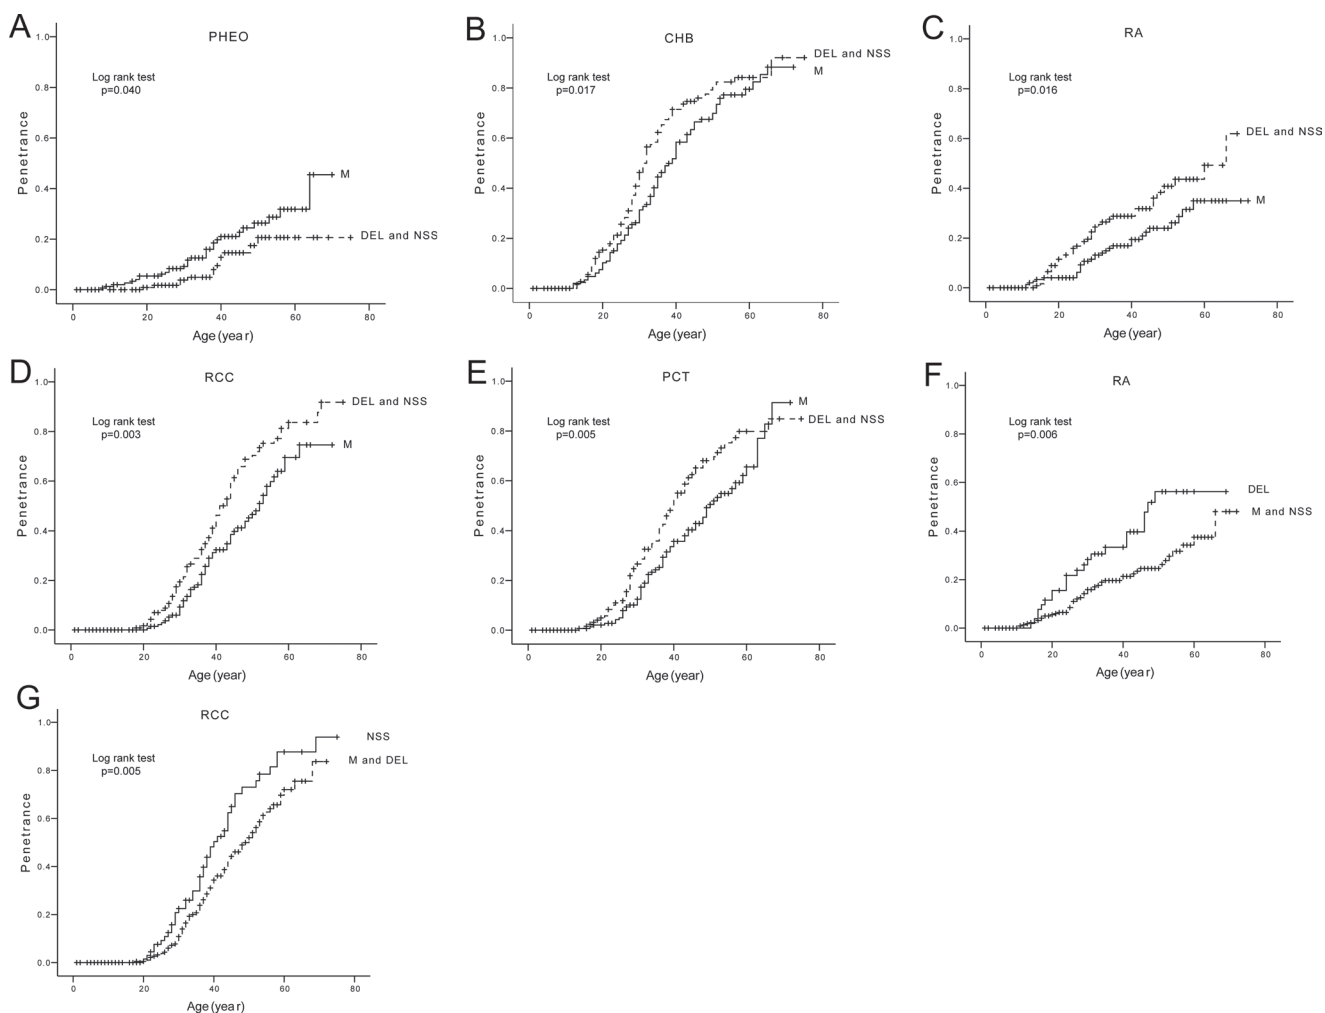 A
PHEO
Log rank test
p=0.040
Penetrance
1.0
0.8
0.6
0.4
0.2
0.0
M
DEL and NSS
0 20 40 60 80
Age (year)
B
CHB
Log rank test
p=0.017
Penetrance
1.0
0.8
0.6
0.4
0.2
0.0
DEL and NSS
M
0 20 40 60 80
Age (year)
C
RA
Log rank test
p=0.016
Penetrance
1.0
0.8
0.6
0.4
0.2
0.0
DEL and NSS
M
0 20 40 60 80
Age (year)
D
RCC
Log rank test
p=0.003
Penetrance
1.0
0.8
0.6
0.4
0.2
0.0
DEL and NSS
M
0 20 40 60 80
Age (year)
E
PCT
Log rank test
p=0.005
Penetrance
1.0
0.8
0.6
0.4
0.2
0.0
M
DEL and NSS
0 20 40 60 80
Age (year)
F
RA
Log rank test
p=0.006
Penetrance
1.0
0.8
0.6
0.4
0.2
0.0
DEL
M and NSS
0 20 40 60 80
Age (year)
G
RCC
Log rank test
p=0.005
Penetrance
1.0
0.8
0.6
0.4
0.2
0.0
NSS
M and DEL
0 20 40 60 80
Age (year)